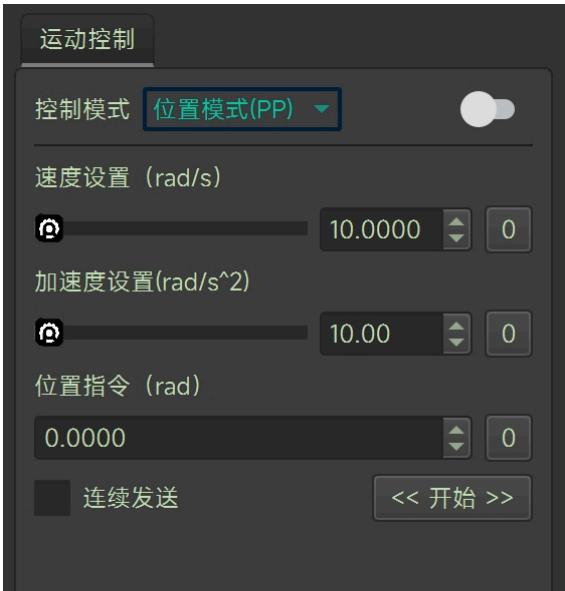 运动控制
控制模式 位置模式(PP)
速度设置（rad/s）
10.0000 0
加速度设置(rad/s^2)
10.00 0
位置指令（rad）
0.0000 0
连续发送 << 开始 >>